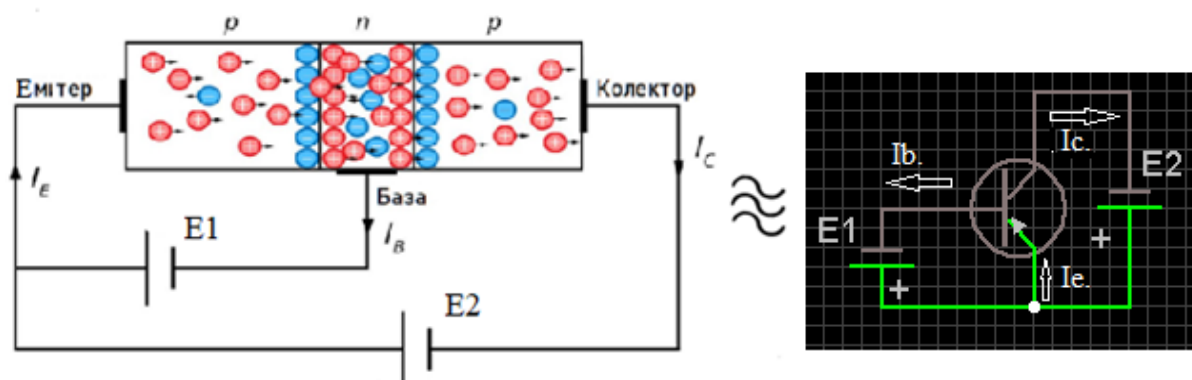 p n p
Емітер
Колектор
I_E
I_C
База
E1
I_B
E2
Ib.
Ic.
E2
E1
+
+
Ie.